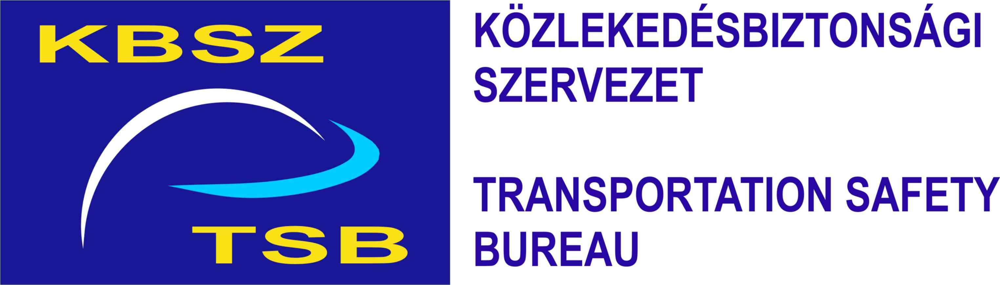 KBSZ
TSB
KÖZLEKEDÉSBIZTONSÁGI
SZERVEZET
TRANSPORTATION SAFETY
BUREAU